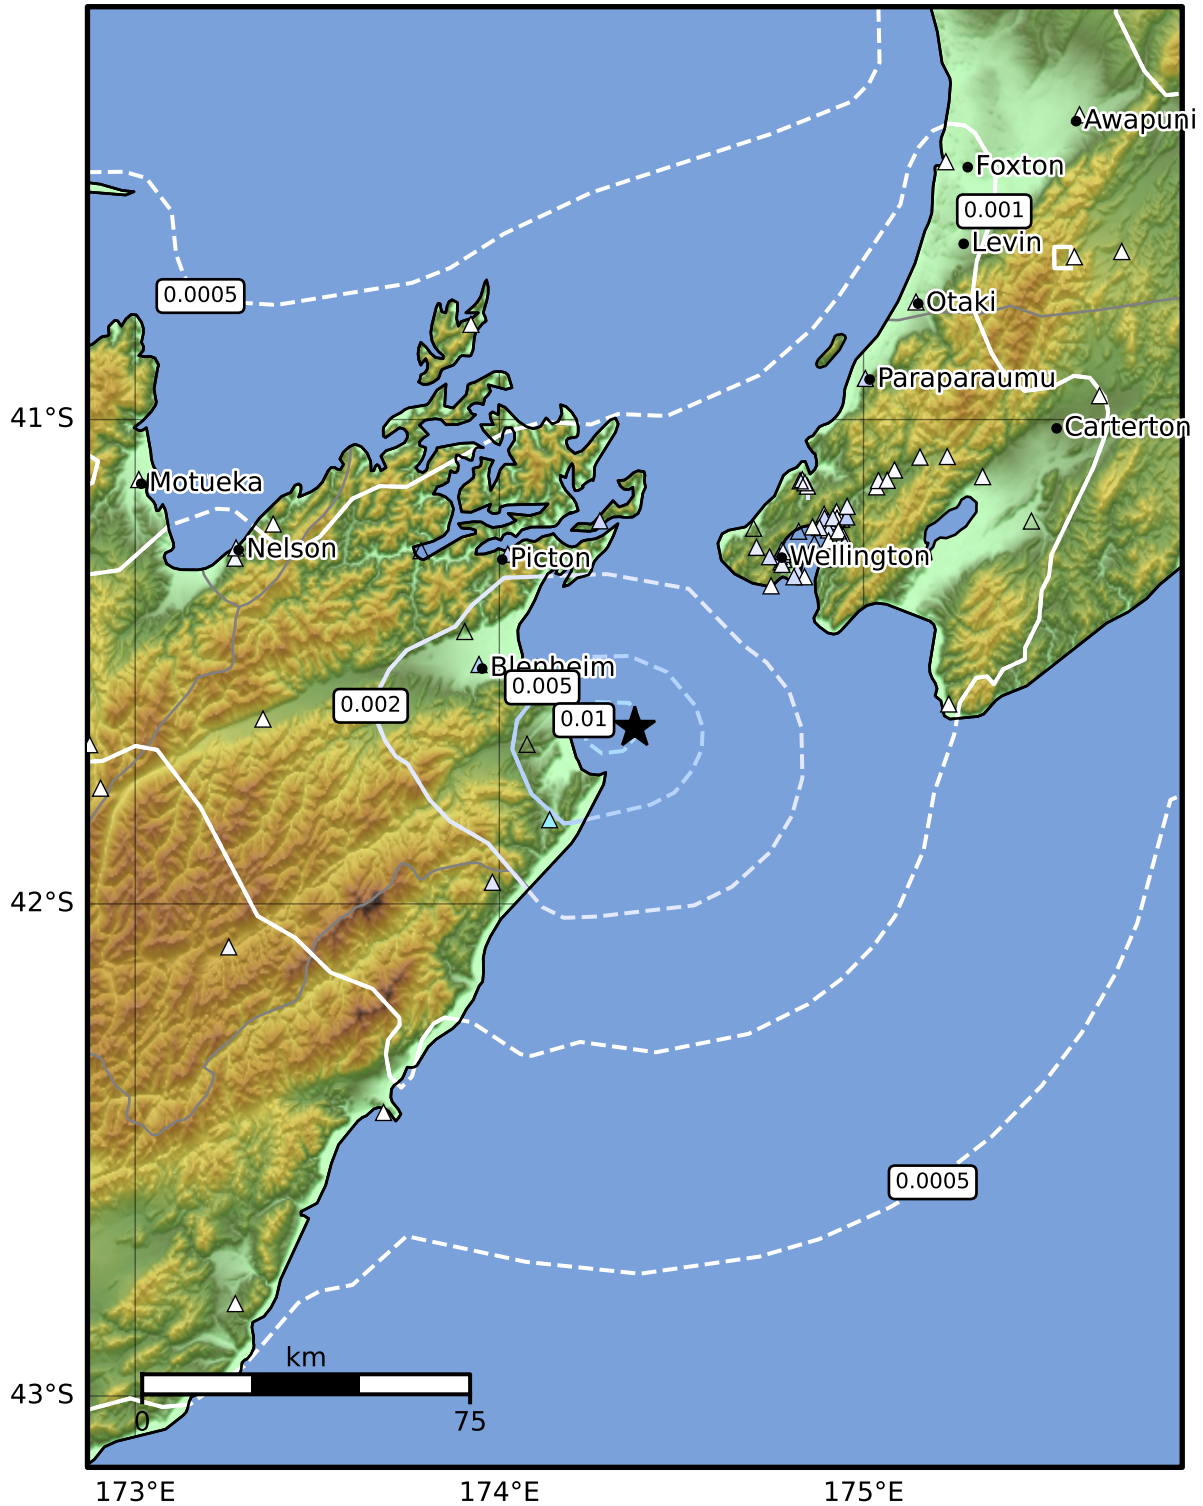 Awapuni
Foxton
0.001
Levin
0.0005
Otaki
Paraparaumu
41°S
Carterton
Motueka
Nelson
Picton
Wellington
Blenheim
0.005
0.002
0.01
42°S
0.0005
km
43°S
0
75
173°E
174°E
175°E